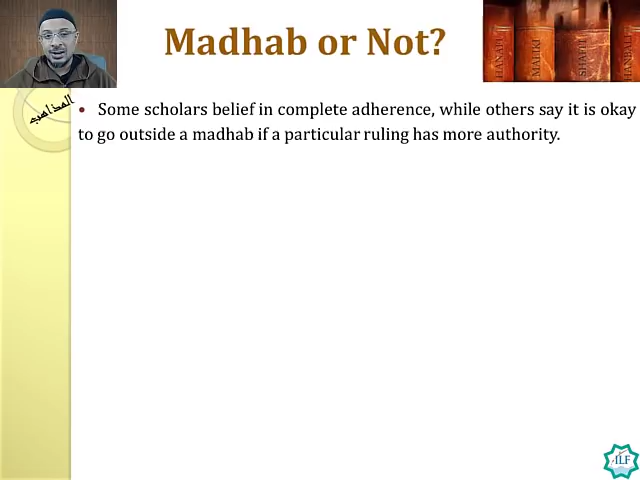 Madhab or Not?
HANAFI
MALIKI
SHAFI'I
HANBALI
المذاهب
• Some scholars belief in complete adherence, while others say it is okay
to go outside a madhab if a particular ruling has more authority.
ILF